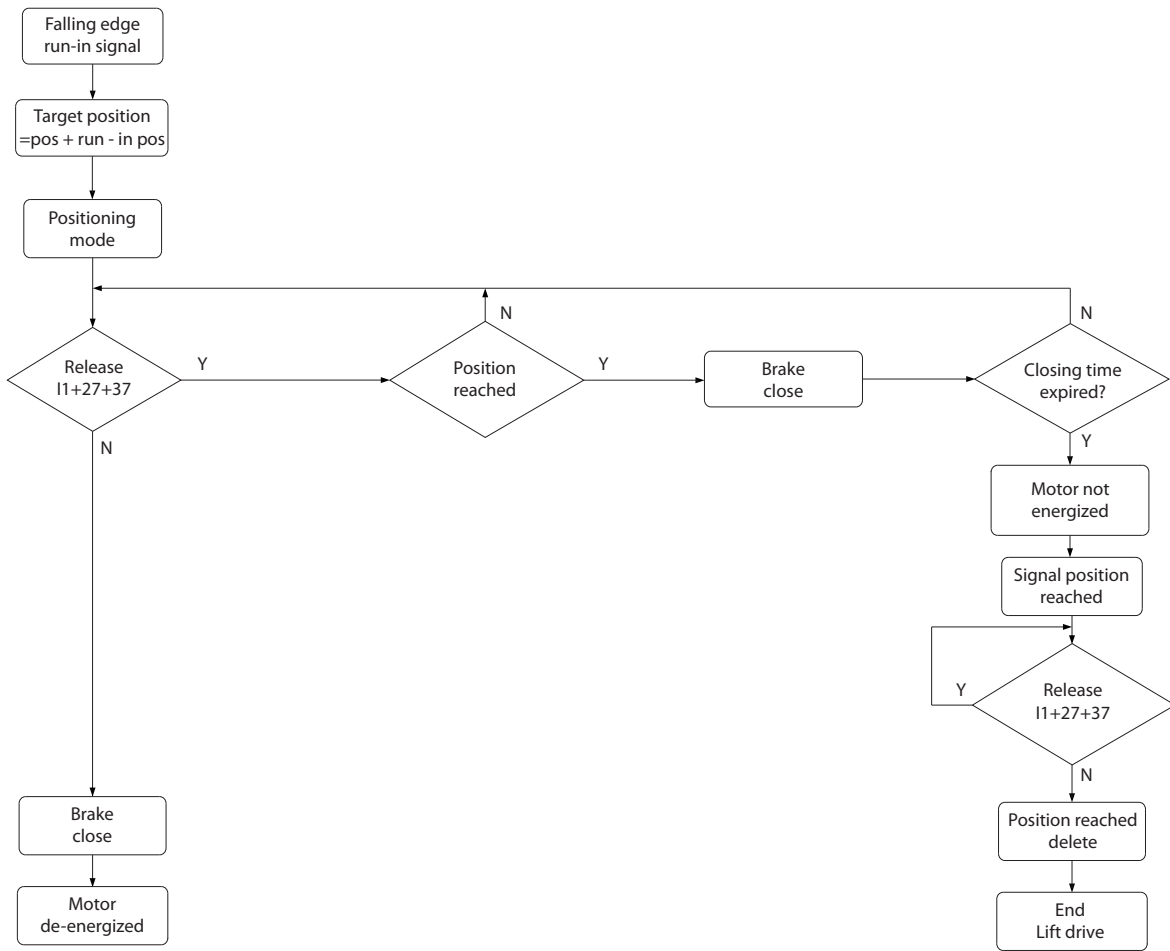 Falling edge
run-in signal
Target position
=pos + run - in pos
Positioning
mode
Release
I1+27+37
Y
N
Position
reached
N
Y
Brake
close
Closing time
expired?
N
Y
Motor not
energized
Signal position
reached
Release
I1+27+37
Y
N
Position reached
delete
End
Lift drive
Brake
close
Motor
de-energized